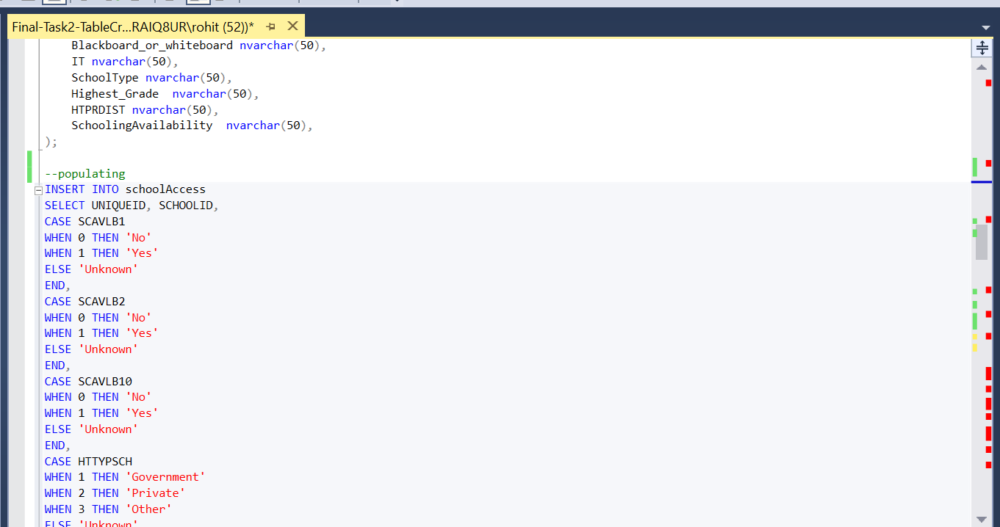 Final-Task2-TableCr...RAIQ8UR\rohit (52))*
Blackboard_or_whiteboard nvarchar(50),
IT nvarchar(50),
SchoolType nvarchar(50),
Highest_Grade  nvarchar(50),
HTPRDIST nvarchar(50),
SchoolingAvailability  nvarchar(50),
);
--populating
INSERT INTO schoolAccess
SELECT UNIQUEID, SCHOOLID,
CASE SCAVLB1
WHEN 0 THEN 'No'
WHEN 1 THEN 'Yes'
ELSE 'Unknown'
END,
CASE SCAVLB2
WHEN 0 THEN 'No'
WHEN 1 THEN 'Yes'
ELSE 'Unknown'
END,
CASE SCAVLB10
WHEN 0 THEN 'No'
WHEN 1 THEN 'Yes'
ELSE 'Unknown'
END,
CASE HTTYPSCH
WHEN 1 THEN 'Government'
WHEN 2 THEN 'Private'
WHEN 3 THEN 'Other'
ELSE 'Unknown'